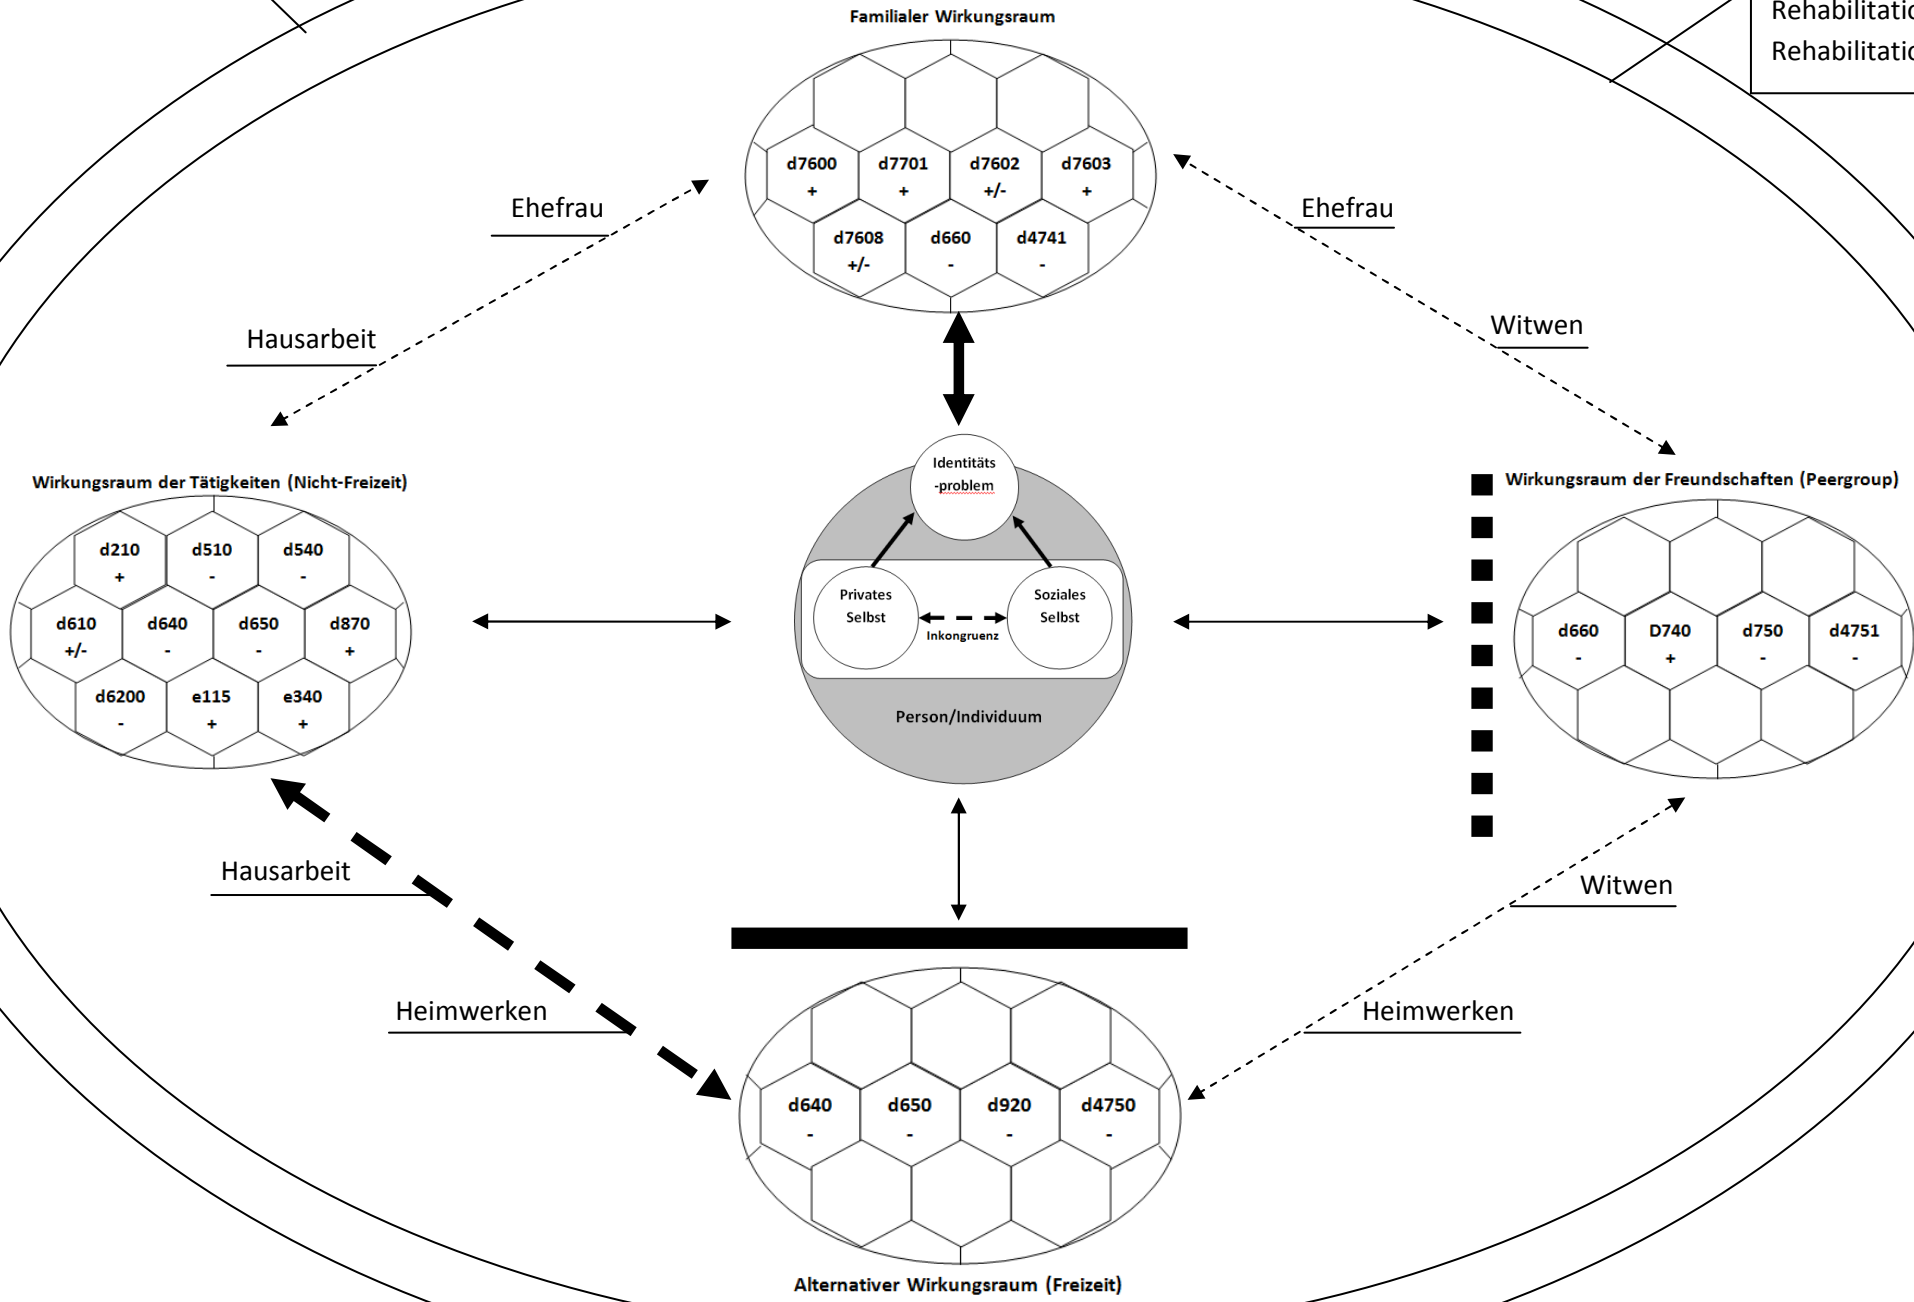 Familialer Wirkungsraum
Rehabilitatio
Rehabilitatio
d7600 d7701 d7602 d7603
+ + +/- +
d7608 d660 d4741
+/- - -
Ehefrau
Ehefrau
Hausarbeit
Witwen
Identitäts
-problem
Privates
Selbst
Soziales
Selbst
Inkongruenz
Person/Individuum
Wirkungsraum der Tätigkeiten (Nicht-Freizeit)
d210 d510 d540
+ - -
d610 d640 d650 d870
+/- - - +
d6200 e115 e340
- + +
Wirkungsraum der Freundschaften (Peergroup)
d660 D740 d750 d4751
- + - -
Hausarbeit
Witwen
Heimwerken
Heimwerken
d640 d650 d920 d4750
- - - -
Alternativer Wirkungsraum (Freizeit)